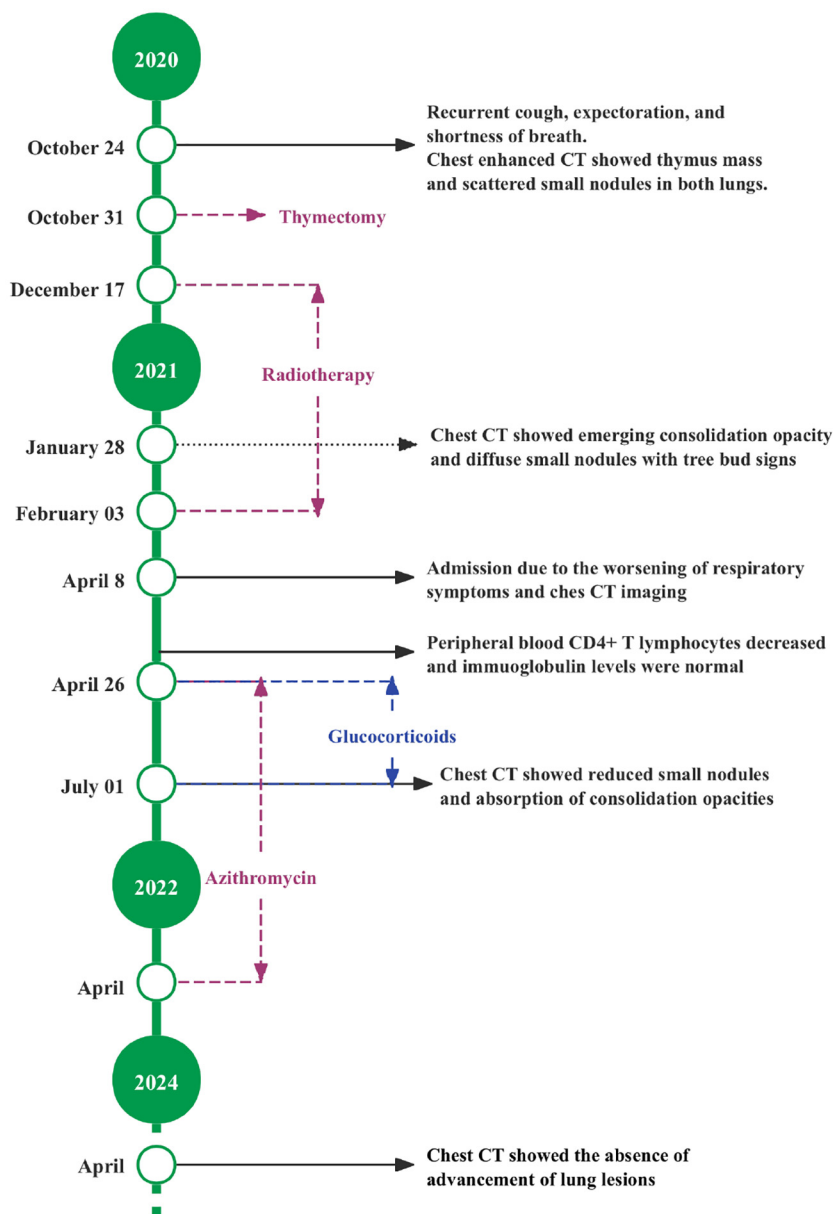 2020
October 24
Recurrent cough, expectoration, and
shortness of breath.
Chest enhanced CT showed thymus mass
and scattered small nodules in both lungs.
October 31
Thymectomy
December 17
2021
Radiotherapy
January 28
Chest CT showed emerging consolidation opacity
and diffuse small nodules with tree bud signs
February 03
April 8
Admission due to the worsening of respiratory
symptoms and ches CT imaging
Peripheral blood CD4+ T lymphocytes decreased
and immuoglobulin levels were normal
April 26
Glucocorticoids
July 01
Chest CT showed reduced small nodules
and absorption of consolidation opacities
2022
Azithromycin
April
2024
April
Chest CT showed the absence of
advancement of lung lesions